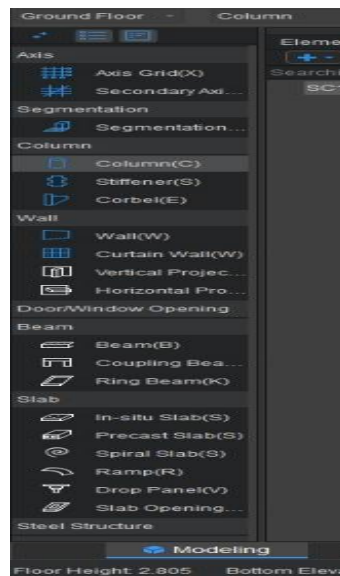 Ground Floor - Column
Eleme
Axis
Searchi
Axis Grid(X)
SC1
Secondary Axi...
Segmentation
Segmentation...
Column
Column(C)
Stiffener(S)
Corbel(E)
Wall
Wall(W)
Curtain Wall(W)
Vertical Projec...
Horizontal Pro...
Door/Window Opening
Beam
Beam(B)
Coupling Bea...
Ring Beam(K)
Slab
In-situ Slab(S)
Precast Slab(S)
Spiral Slab(S)
Ramp(R)
Drop Panel(V)
Slab Opening...
Steel Structure
Modeling
Floor Height: 2.805 Bottom Eleva